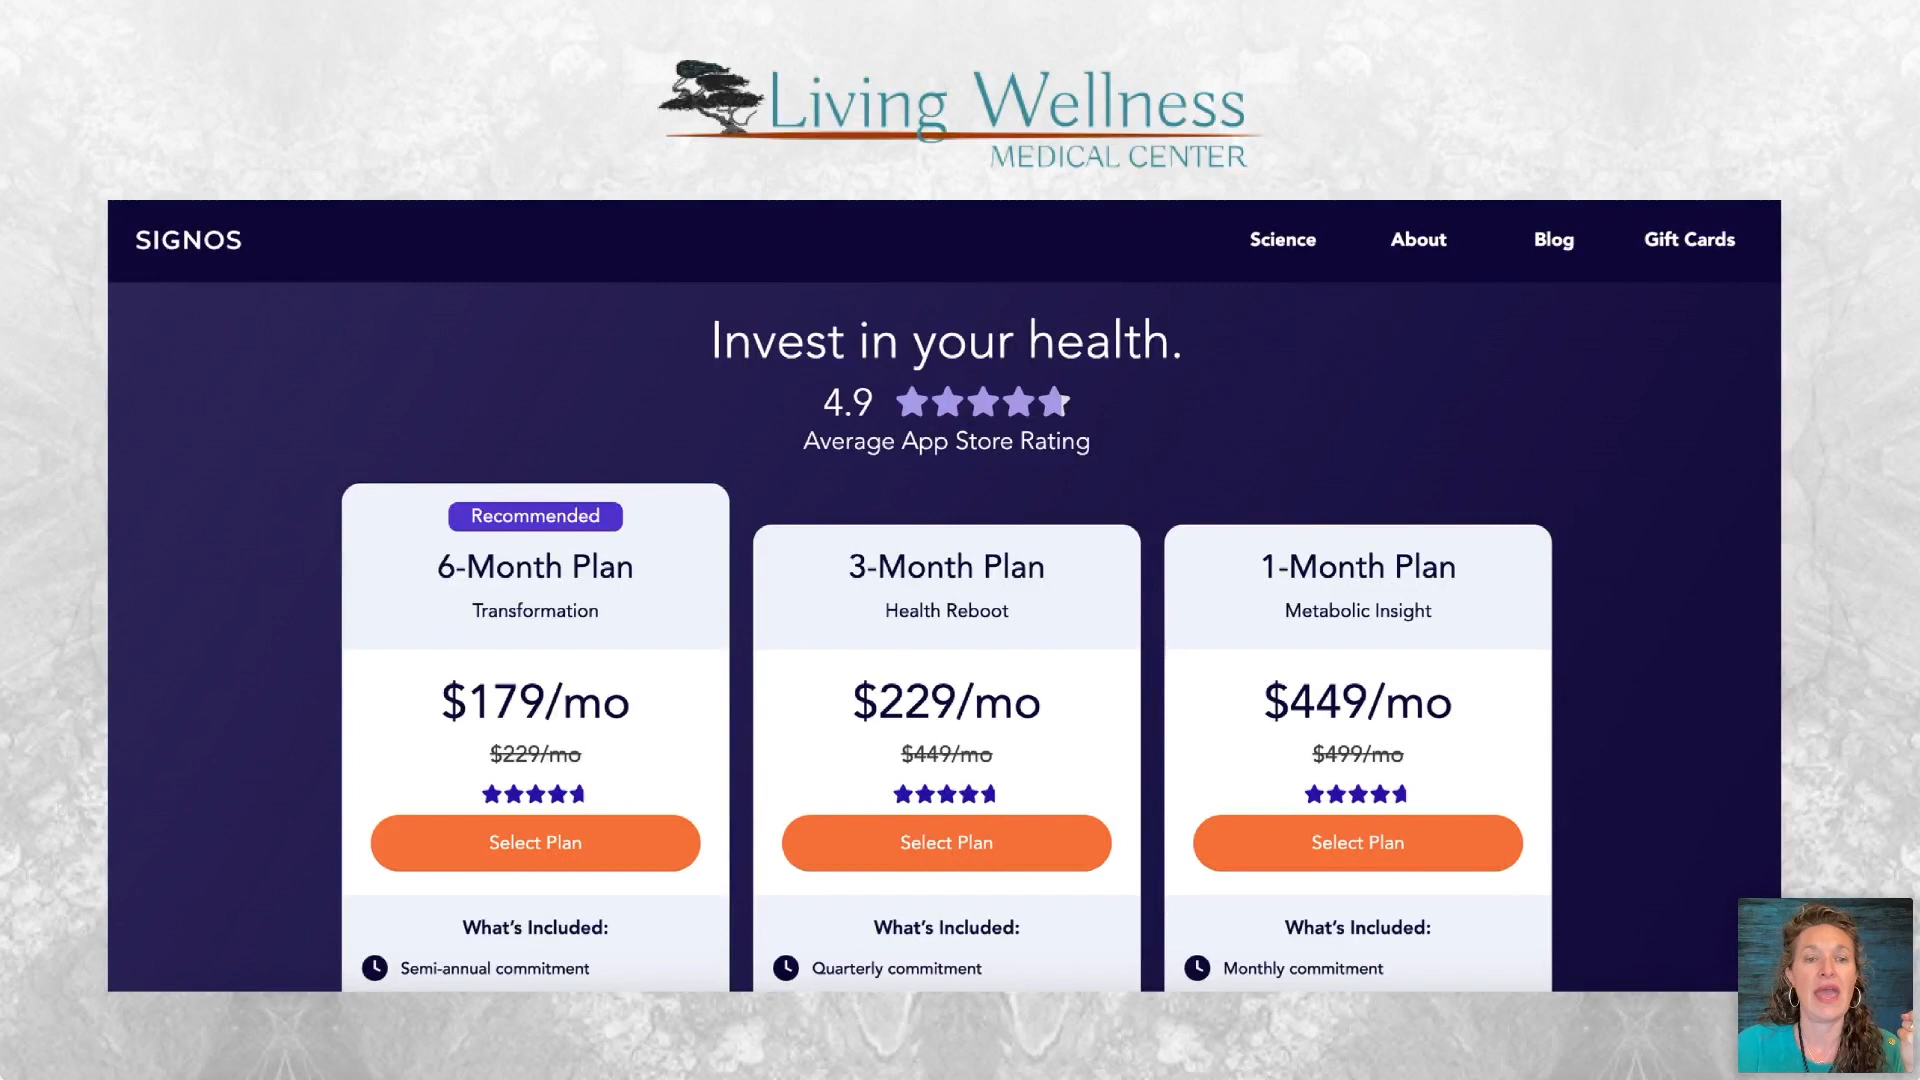 Living Wellness
MEDICAL CENTER
SIGNOS
Science
About
Blog
Gift Cards
Invest in your health.
4.9
Average App Store Rating
Recommended
6-Month Plan
Transformation
$179/mo
$229/mo
Select Plan
What's Included:
Semi-annual commitment
3-Month Plan
Health Reboot
$229/mo
$449/mo
Select Plan
What's Included:
Quarterly commitment
1-Month Plan
Metabolic Insight
$449/mo
$499/mo
Select Plan
What's Included:
Monthly commitment